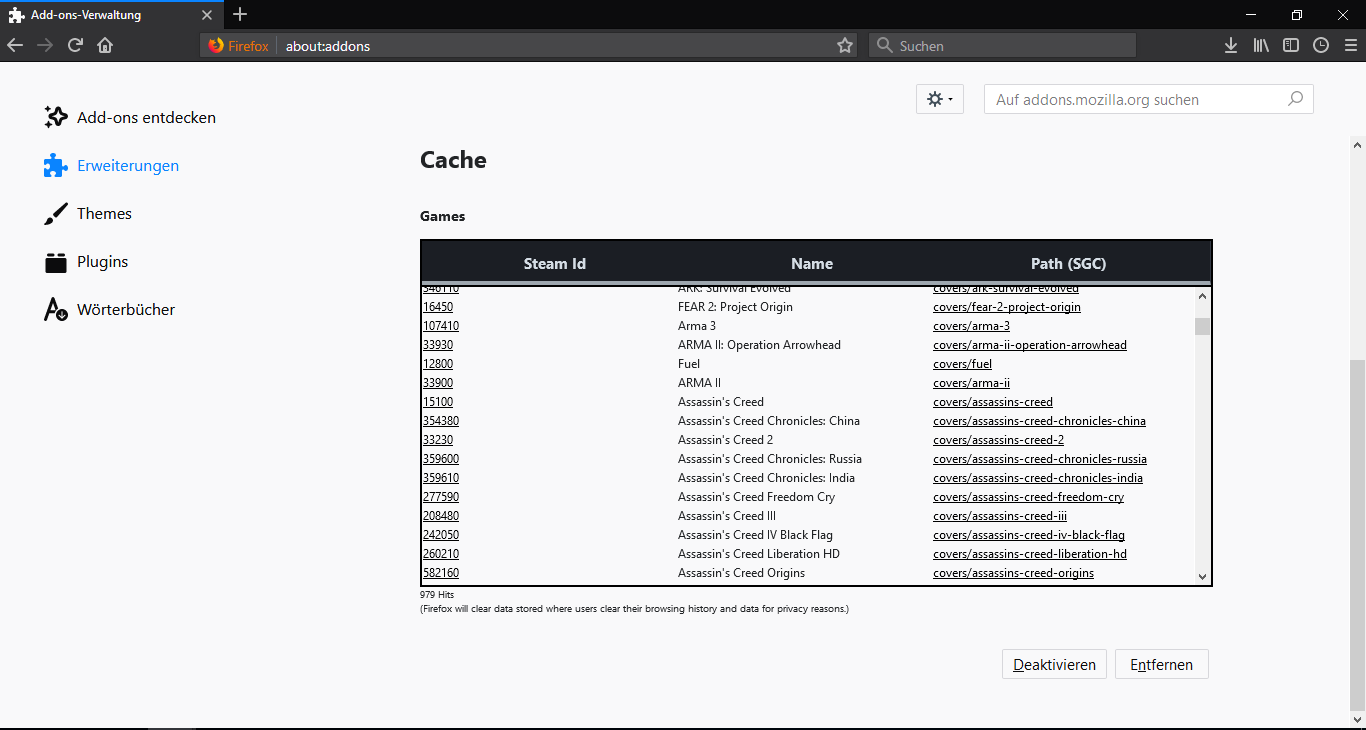 Add-ons-Verwaltung
Firefox about:addons Suchen
Auf addons.mozilla.org suchen
Add-ons entdecken
Erweiterungen
Themes
Plugins
Wörterbücher
Cache
Games
Steam Id Name Path (SGC)
346110 ARK: Survival Evolved covers/ark-survival-evolved
16450 FEAR 2: Project Origin covers/fear-2-project-origin
107410 Arma 3 covers/arma-3
33930 ARMA II: Operation Arrowhead covers/arma-ii-operation-arrowhead
12800 Fuel covers/fuel
33900 ARMA II covers/arma-ii
15100 Assassin's Creed covers/assassins-creed
354380 Assassin's Creed Chronicles: China covers/assassins-creed-chronicles-china
33230 Assassin's Creed 2 covers/assassins-creed-2
359600 Assassin's Creed Chronicles: Russia covers/assassins-creed-chronicles-russia
359610 Assassin's Creed Chronicles: India covers/assassins-creed-chronicles-india
277590 Assassin's Creed Freedom Cry covers/assassins-creed-freedom-cry
208480 Assassin's Creed III covers/assassins-creed-iii
242050 Assassin's Creed IV Black Flag covers/assassins-creed-iv-black-flag
260210 Assassin's Creed Liberation HD covers/assassins-creed-liberation-hd
582160 Assassin's Creed Origins covers/assassins-creed-origins
979 Hits
(Firefox will clear data stored where users clear their browsing history and data for privacy reasons.)
Deaktivieren Entfernen